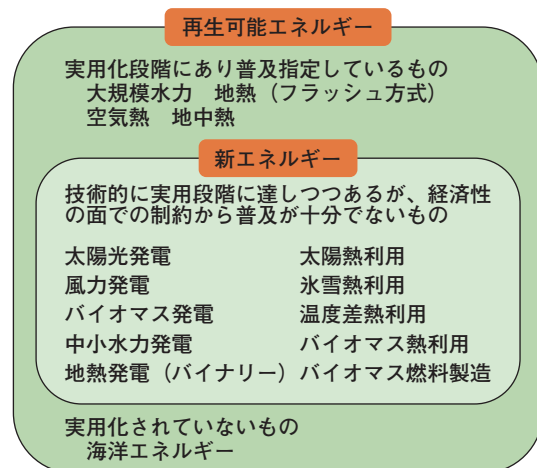 再生可能エネルギー
実用化段階にあり普及指定しているもの
大規模水力　地熱（フラッシュ方式）
空気熱　地中熱
新エネルギー
技術的に実用段階に達しつつあるが、経済性
の面での制約から普及が十分でないもの
太陽光発電　太陽熱利用
風力発電　氷雪熱利用
バイオマス発電　温度差熱利用
中小水力発電　バイオマス熱利用
地熱発電（バイナリー）バイオマス燃料製造
実用化されていないもの
海洋エネルギー